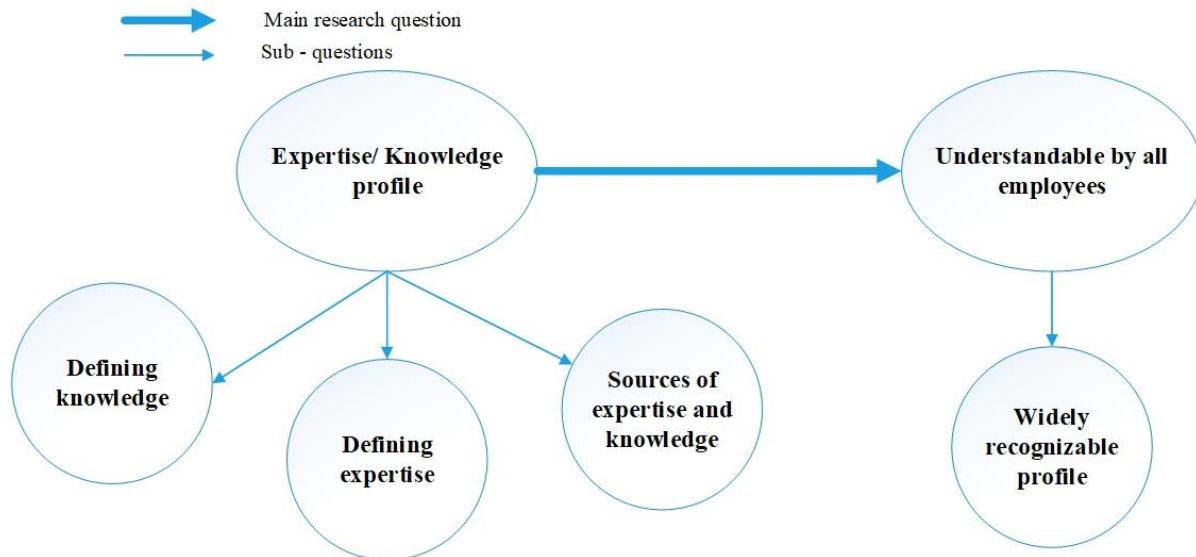 Main research question
Sub - questions
Expertise/ Knowledge
profile
Understandable by all
employees
Defining
knowledge
Defining
expertise
Sources of
expertise and
knowledge
Widely
recognizable
profile